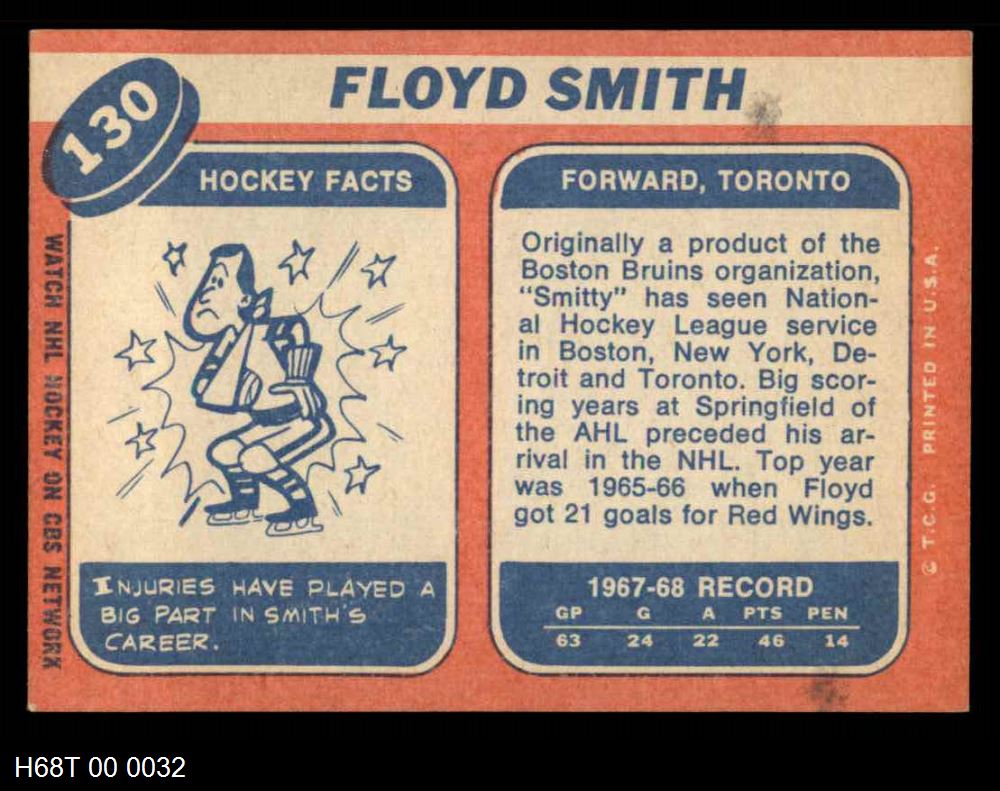 FLOYD SMITH
130
HOCKEY FACTS
INJURIES HAVE PLAYED A
BIG PART IN SMITH'S
CAREER.
FORWARD, TORONTO
Originally a product of the
Boston Bruins organization,
"Smitty" has seen Nation-
al Hockey League service
in Boston, New York, De-
troit and Toronto. Big scor-
ing years at Springfield of
the AHL preceded his ar-
rival in the NHL. Top year
was 1965-66 when Floyd
got 21 goals for Red Wings.
1967-68 RECORD
GP G A PTS PEN
63 24 22 46 14
WATCH NHL HOCKEY ON CBS NETWORK
© T.C.G. PRINTED IN U.S.A.
H68T 00 0032